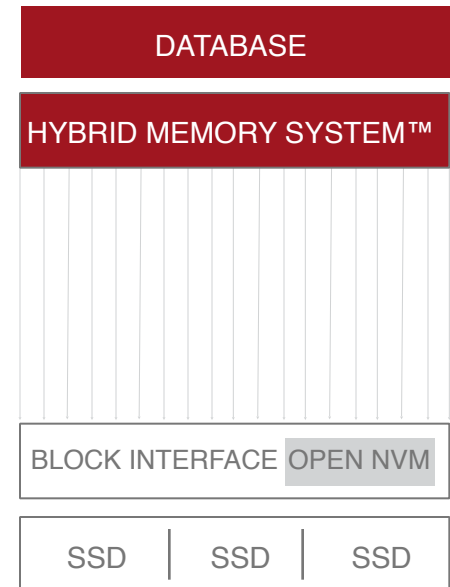 DATABASE
HYBRID MEMORY SYSTEM™
BLOCK INTERFACE OPEN NVM
SSD SSD SSD